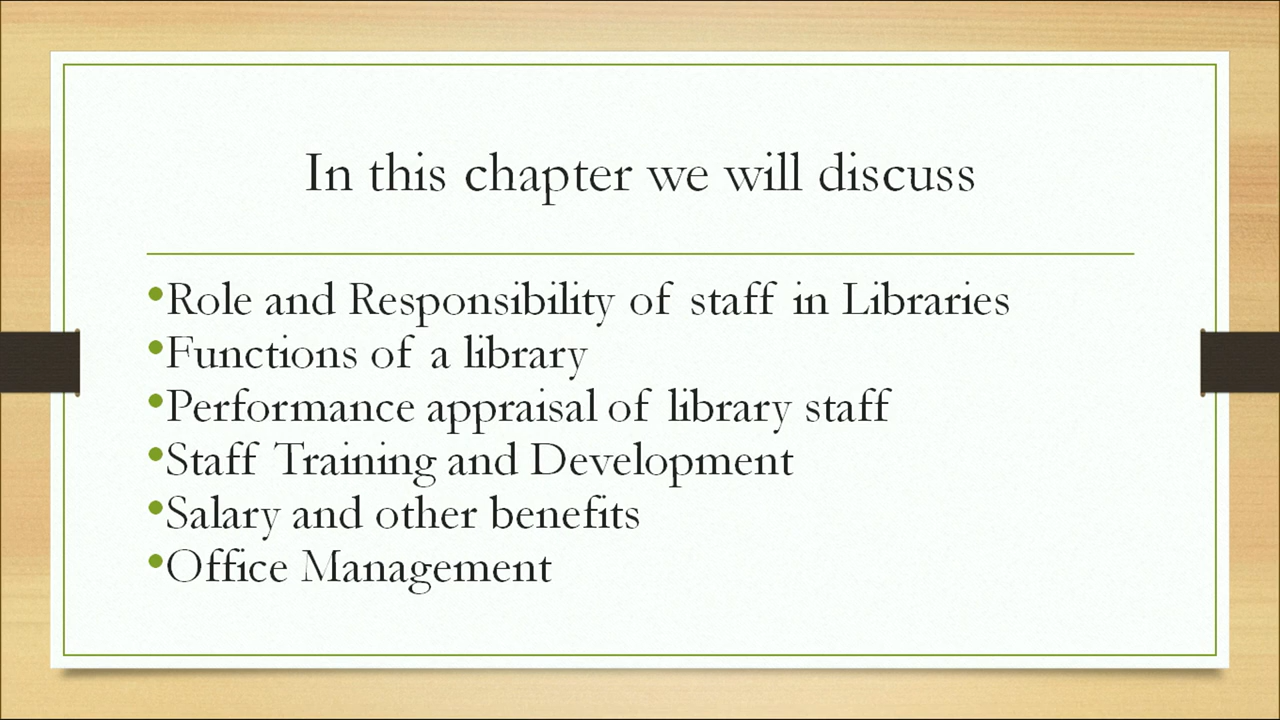 In this chapter we will discuss
•Role and Responsibility of staff in Libraries
•Functions of a library
•Performance appraisal of library staff
•Staff Training and Development
•Salary and other benefits
•Office Management